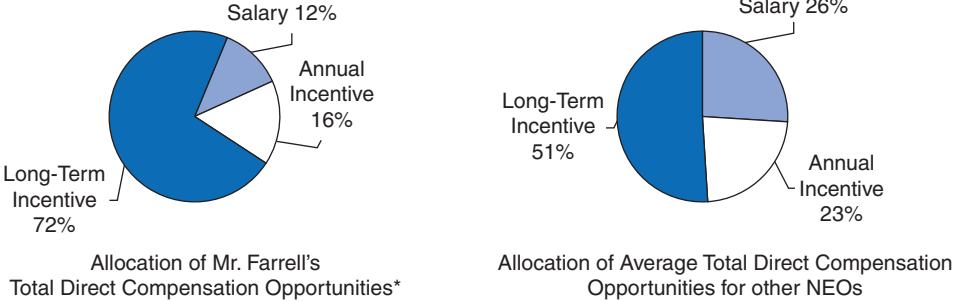 Salary 12%
Annual
Incentive
16%
Long-Term
Incentive
72%
Allocation of Mr. Farrell's
Total Direct Compensation Opportunities*
Salary 26%
Long-Term
Incentive
51%
Annual
Incentive
23%
Allocation of Average Total Direct Compensation
Opportunities for other NEOs